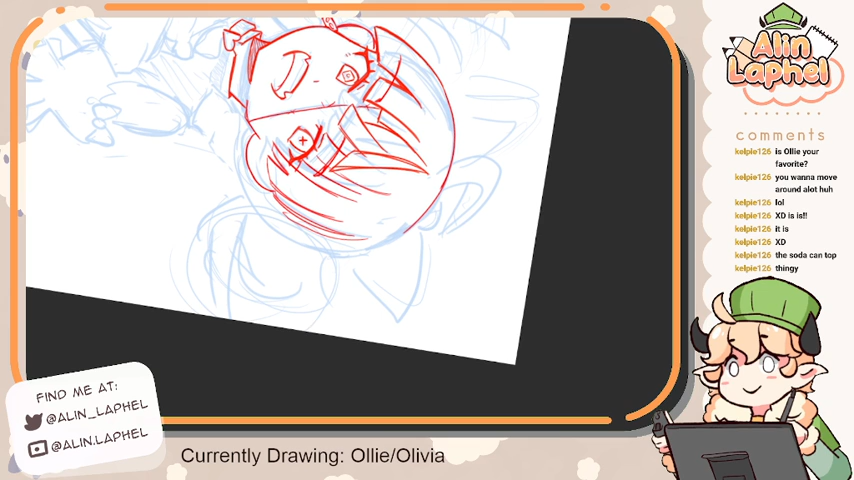 Alin
Laphel
comments
kelpie126 is Ollie your
favorite?
kelpie126 you wanna move
around alot huh
kelpie126 lol
kelpie126 XD is is!!
kelpie126 it is
kelpie126 XD
kelpie126 the soda can top
kelpie126 thingy
FIND ME AT:
@ALIN_LAPHEL
@ALIN.LAPHEL
Currently Drawing: Ollie/Olivia